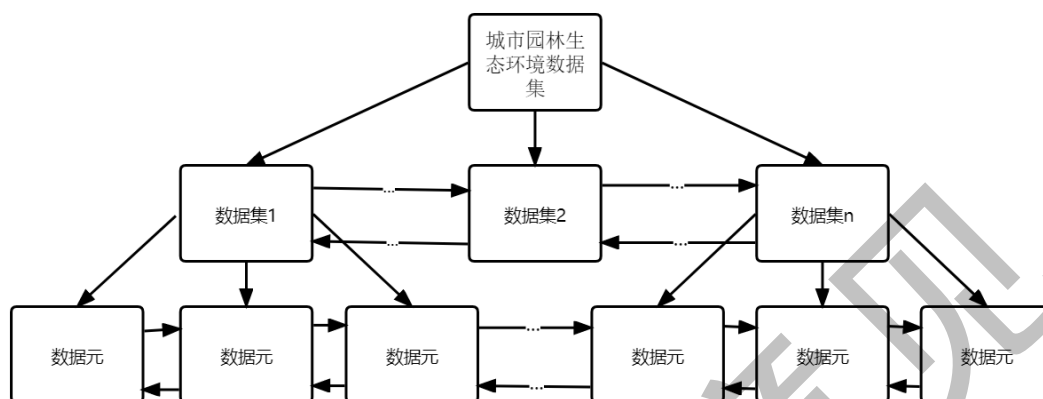 城市园林生
态环境数据
集
...
...
数据集1
数据集2
数据集n
...
...
...
数据元
数据元
数据元
数据元
数据元
数据元
...
见